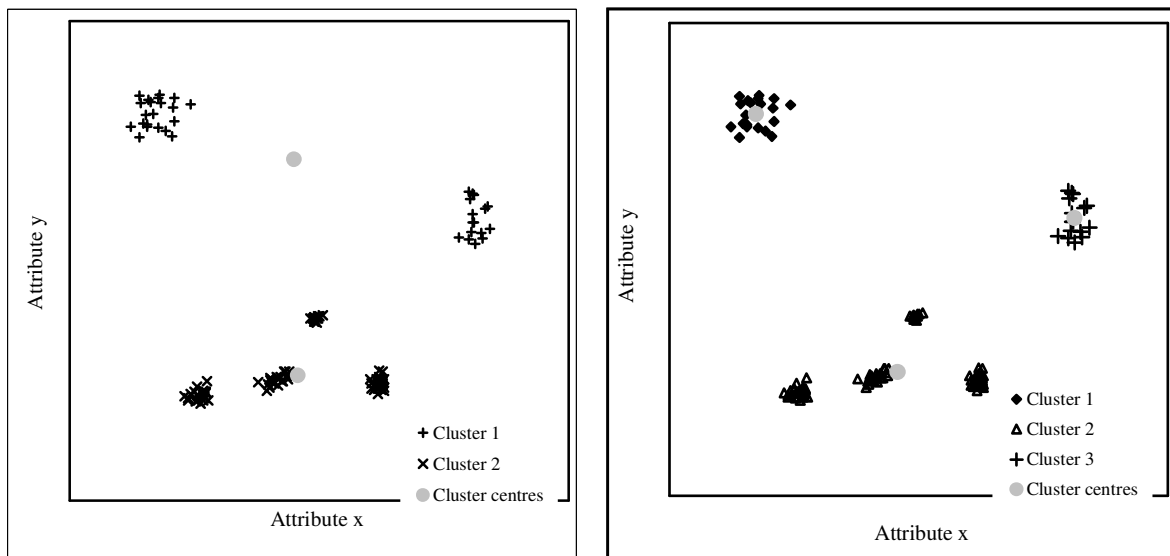 Attribute y
Cluster 1
Cluster 2
Cluster centres
Attribute x
Attribute y
Cluster 1
Cluster 2
Cluster 3
Cluster centres
Attribute x